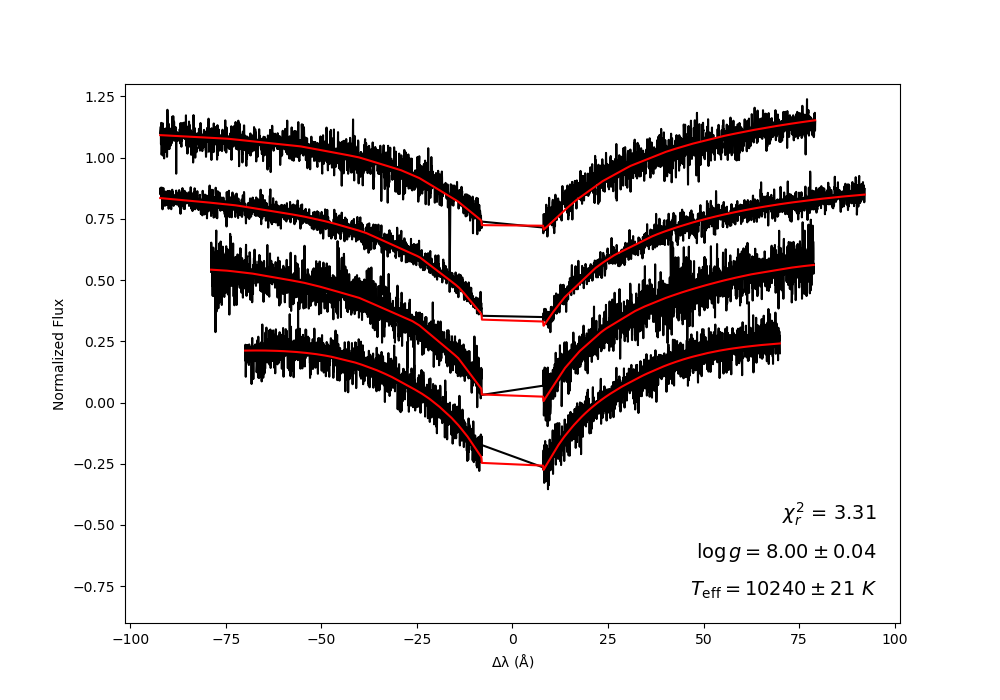 1.25
1.00
0.75
0.50
0.25
0.00
−0.25
−0.50
−0.75
Normalized Flux
χ²ᵣ = 3.31
log g = 8.00 ± 0.04
T_eff = 10240 ± 21 K
−100 −75 −50 −25 0 25 50 75 100
Δλ (Å)